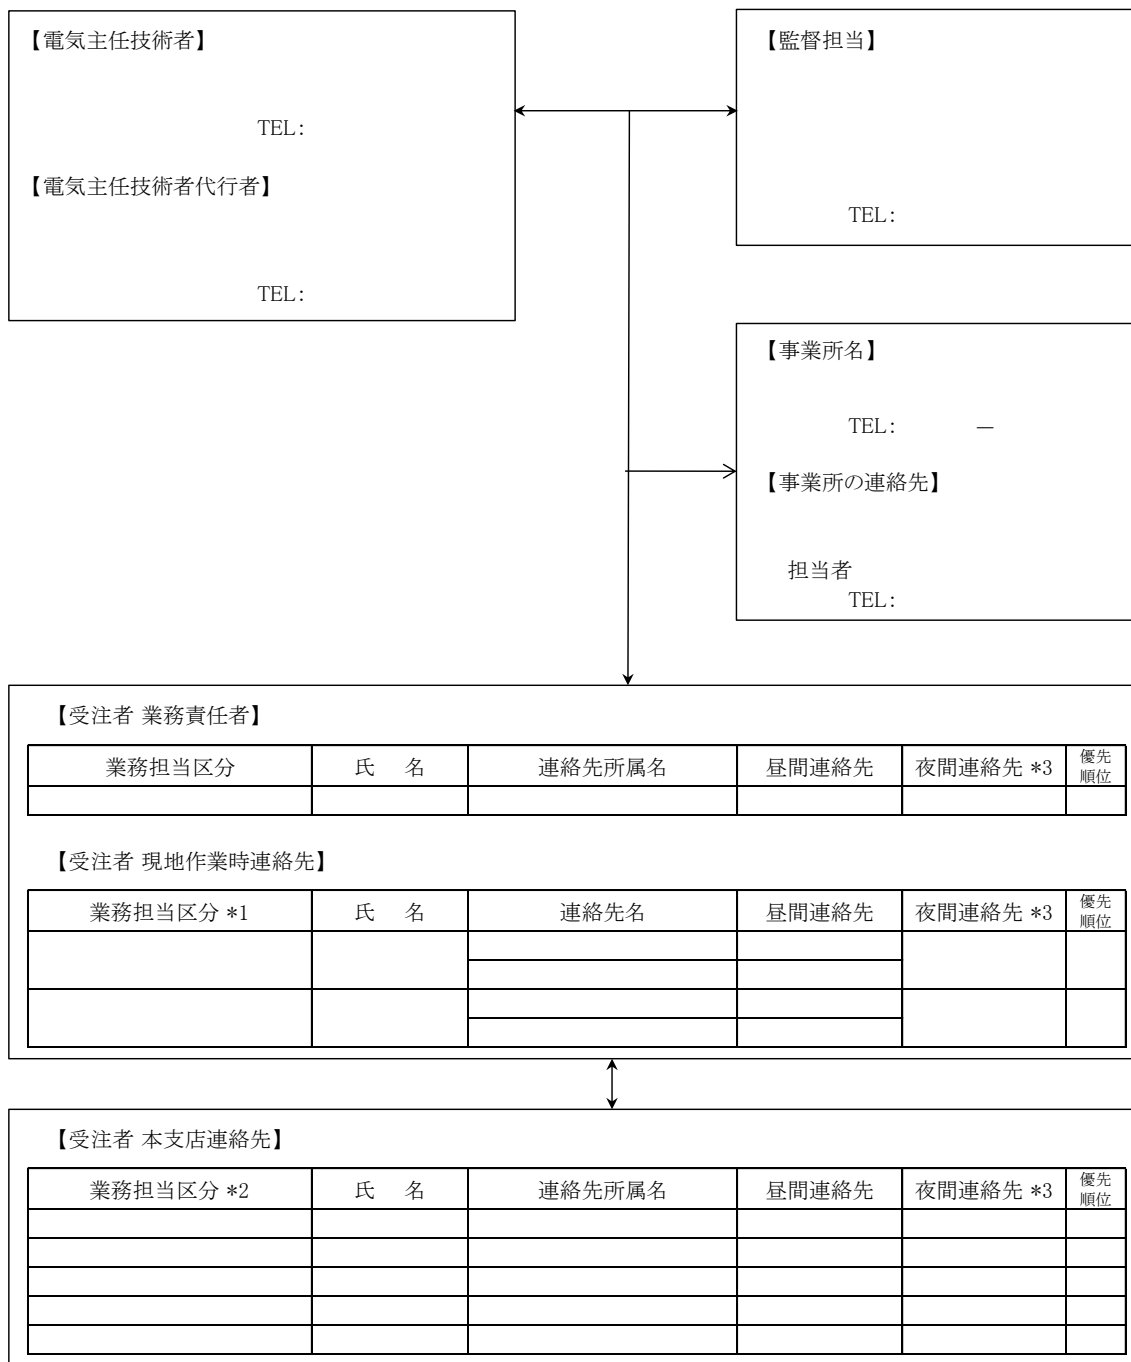 【電気主任技術者】
TEL:
【電気主任技術者代行者】
TEL:
【監督担当】
TEL:
【事業所名】
TEL:　　　—
【事業所の連絡先】
担当者
TEL:
【受注者 業務責任者】
業務担当区分　氏　名　連絡先所属名　昼間連絡先　夜間連絡先 *3　優先順位
【受注者 現地作業時連絡先】
業務担当区分 *1　氏　名　連絡先名　昼間連絡先　夜間連絡先 *3　優先順位
【受注者 本支店連絡先】
業務担当区分 *2　氏　名　連絡先所属名　昼間連絡先　夜間連絡先 *3　優先順位